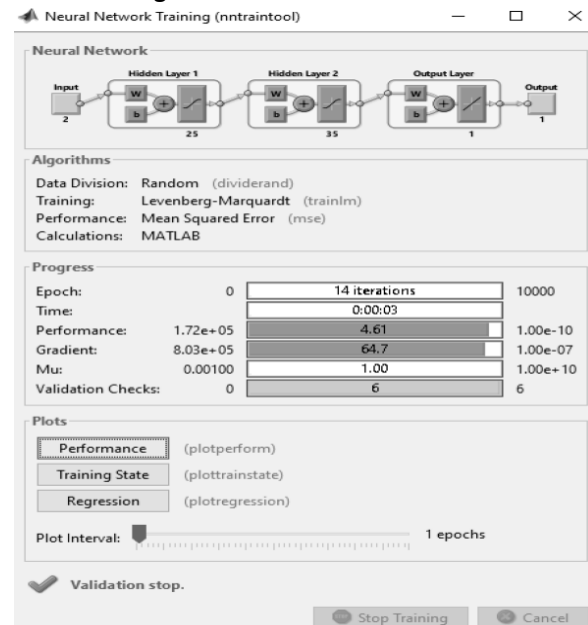 Neural Network Training (nntraintool)
Neural Network
Hidden Layer 1 Hidden Layer 2 Output Layer
Input Output
W W W
+ + +
b b b
2 25 35 1 1
Algorithms
Data Division: Random (dividerand)
Training: Levenberg-Marquardt (trainlm)
Performance: Mean Squared Error (mse)
Calculations: MATLAB
Progress
Epoch: 0 14 iterations 10000
Time: 0:00:03
Performance: 1.72e+05 4.61 1.00e-10
Gradient: 8.03e+05 64.7 1.00e-07
Mu: 0.00100 1.00 1.00e+10
Validation Checks: 0 6 6
Plots
Performance (plotperform)
Training State (plottrainstate)
Regression (plotregression)
Plot Interval: 1 epochs
Validation stop.
Stop Training Cancel